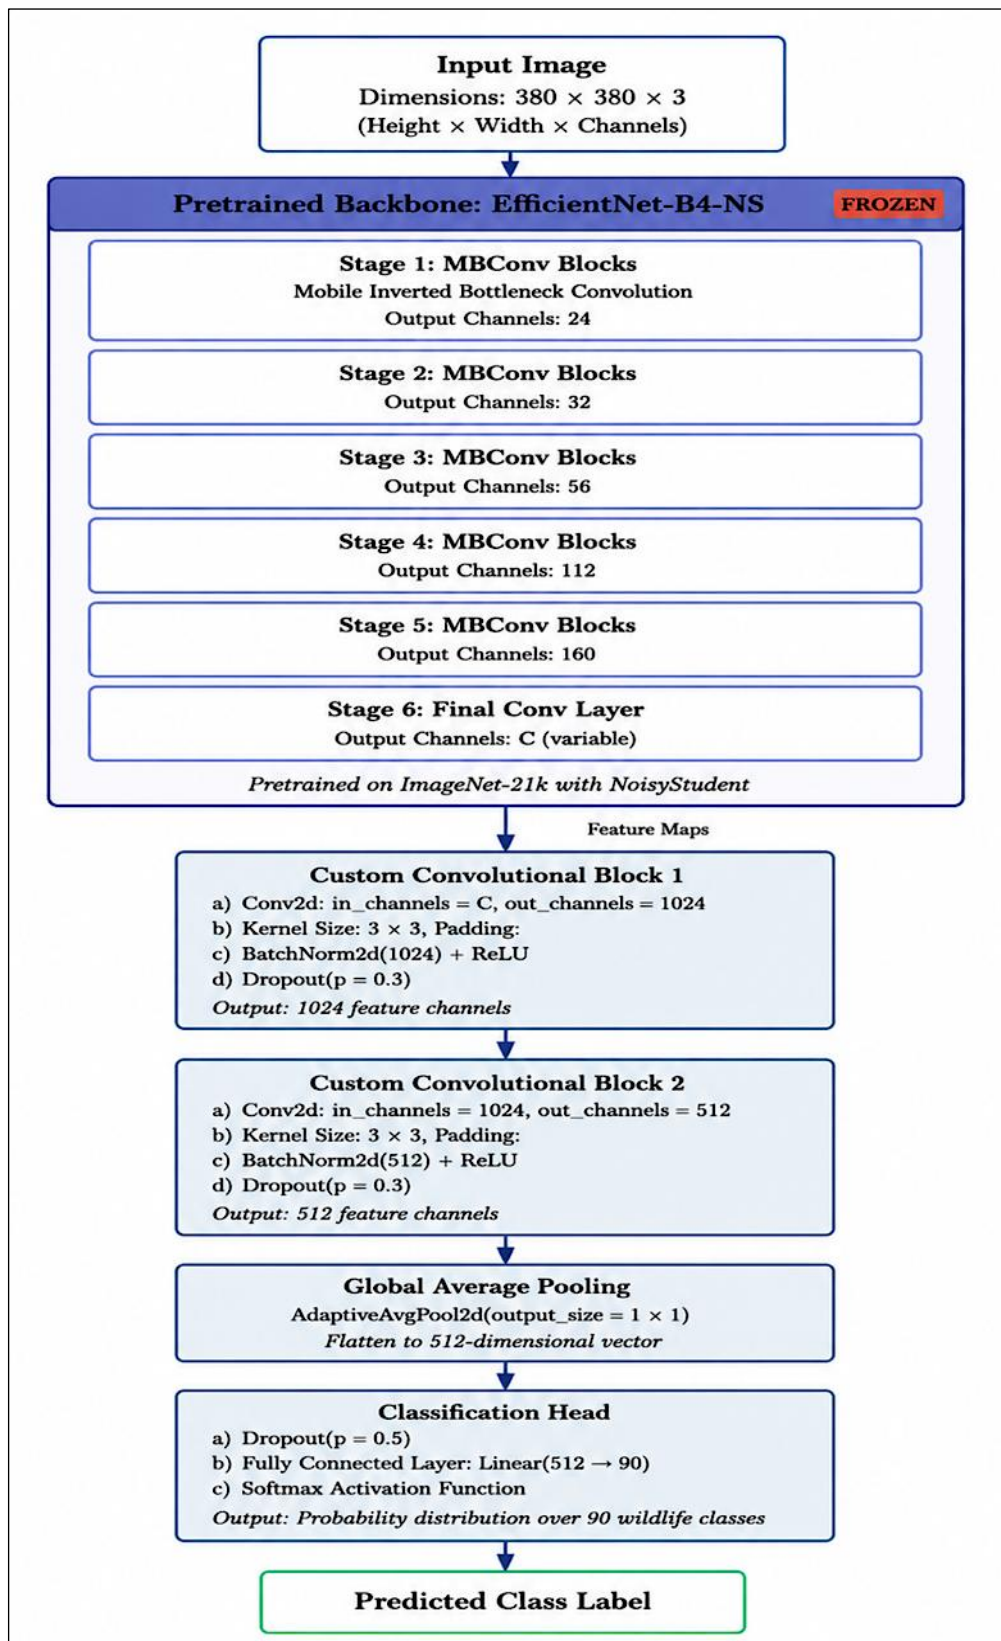 Input Image
Dimensions: 380 × 380 × 3
(Height × Width × Channels)
Pretrained Backbone: EfficientNet-B4-NS
FROZEN
Stage 1: MBConv Blocks
Mobile Inverted Bottleneck Convolution
Output Channels: 24
Stage 2: MBConv Blocks
Output Channels: 32
Stage 3: MBConv Blocks
Output Channels: 56
Stage 4: MBConv Blocks
Output Channels: 112
Stage 5: MBConv Blocks
Output Channels: 160
Stage 6: Final Conv Layer
Output Channels: C (variable)
Pretrained on ImageNet-21k with NoisyStudent
Feature Maps
Custom Convolutional Block 1
a) Conv2d: in_channels = C, out_channels = 1024
b) Kernel Size: 3 × 3, Padding:
c) BatchNorm2d(1024) + ReLU
d) Dropout(p = 0.3)
Output: 1024 feature channels
Custom Convolutional Block 2
a) Conv2d: in_channels = 1024, out_channels = 512
b) Kernel Size: 3 × 3, Padding:
c) BatchNorm2d(512) + ReLU
d) Dropout(p = 0.3)
Output: 512 feature channels
Global Average Pooling
AdaptiveAvgPool2d(output_size = 1 × 1)
Flatten to 512-dimensional vector
Classification Head
a) Dropout(p = 0.5)
b) Fully Connected Layer: Linear(512 → 90)
c) Softmax Activation Function
Output: Probability distribution over 90 wildlife classes
Predicted Class Label